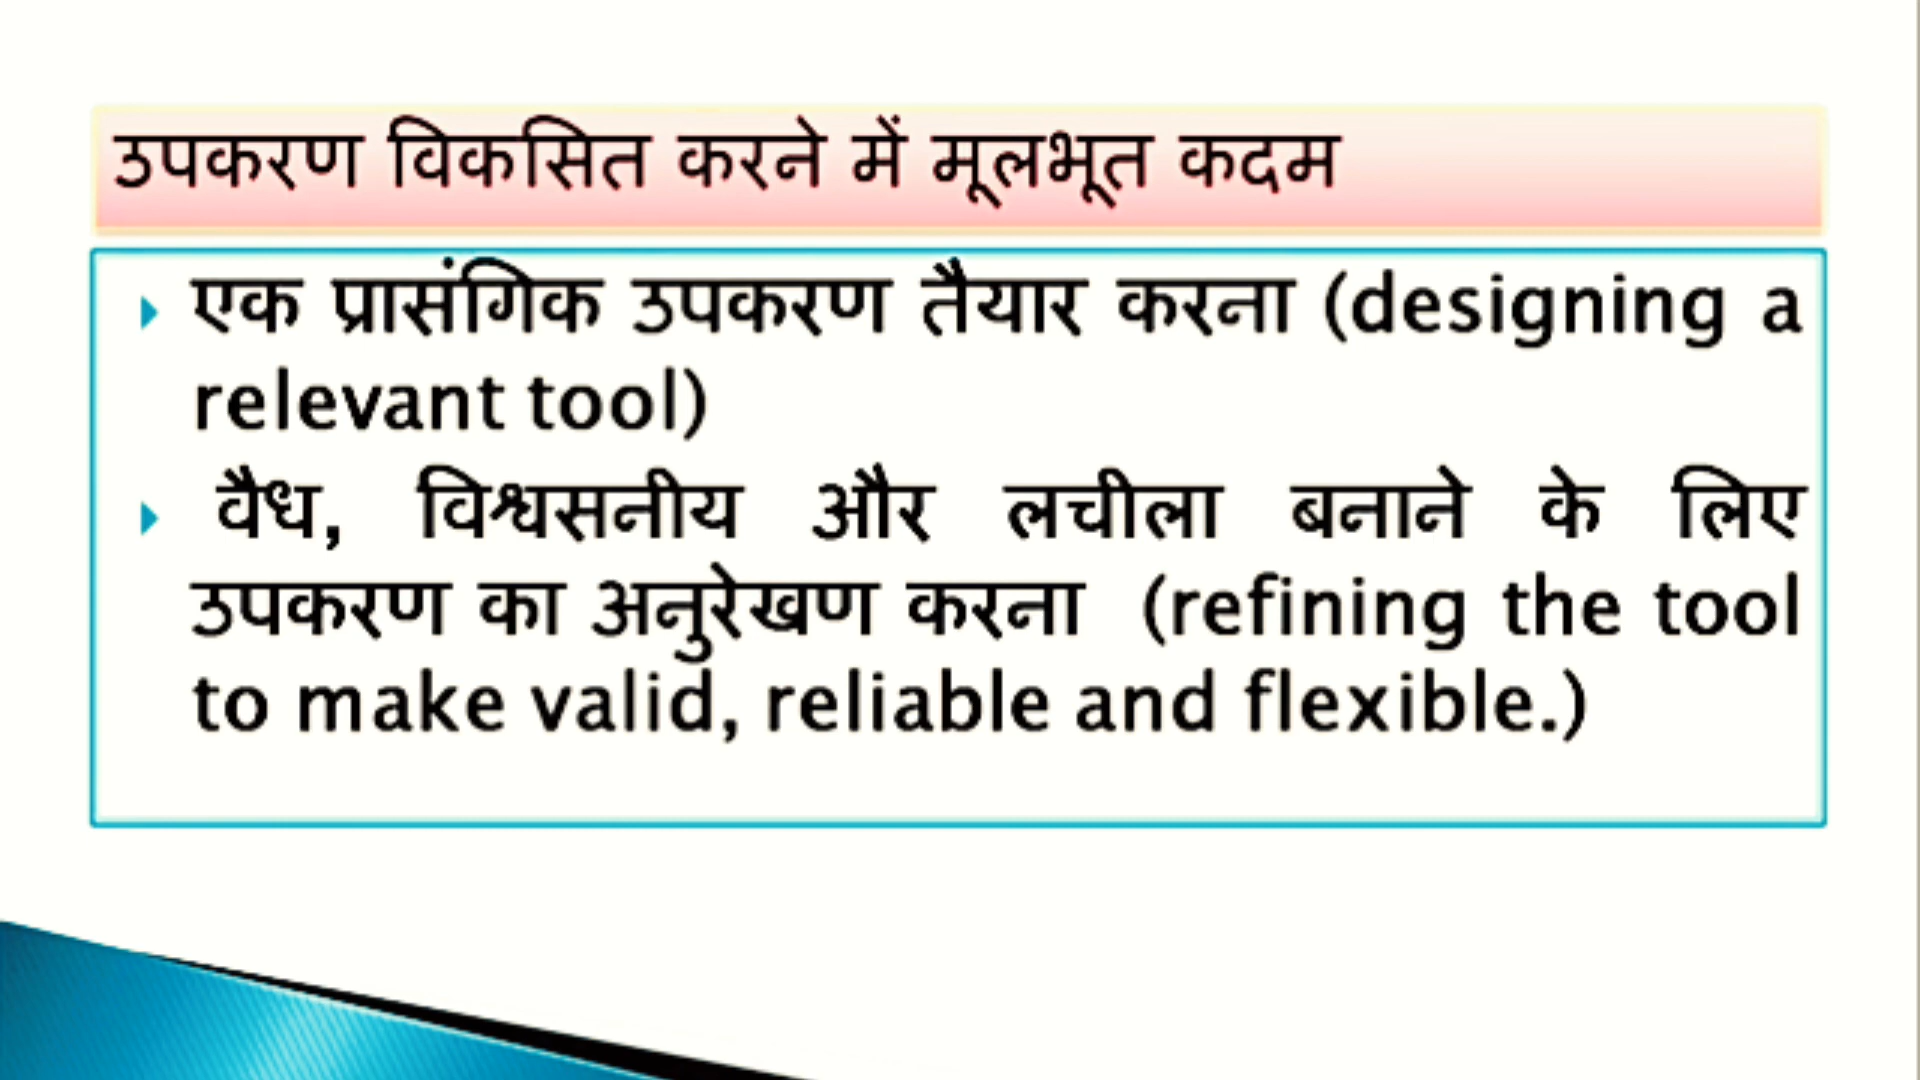 उपकरण विकसित करने में मूलभूत कदम
एक प्रासंगिक उपकरण तैयार करना (designing a
relevant tool)
वैध, विश्वसनीय और लचीला बनाने के लिए
उपकरण का अनुरेखण करना (refining the tool
to make valid, reliable and flexible.)